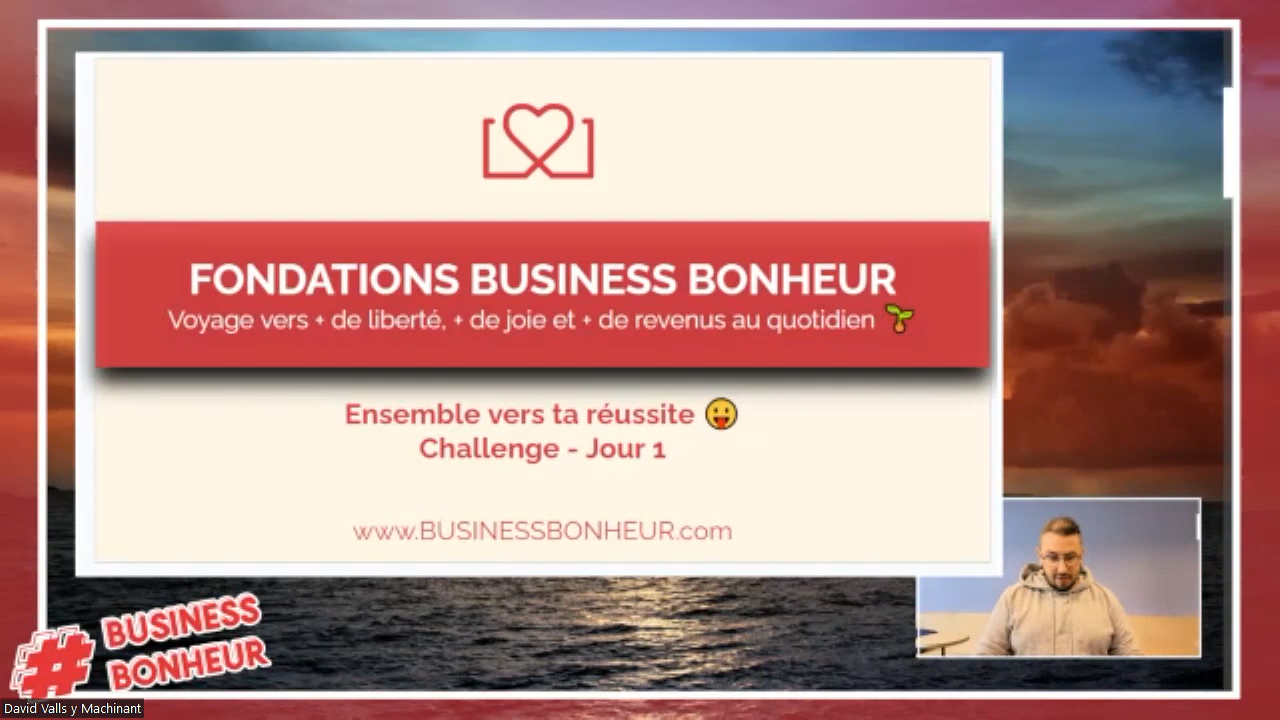 FONDATIONS BUSINESS BONHEUR
Voyage vers + de liberté, + de joie et + de revenus au quotidien 🌱
Ensemble vers ta réussite 😛
Challenge - Jour 1
www.BUSINESSBONHEUR.com
# BUSINESS
BONHEUR
David Valls y Machinant